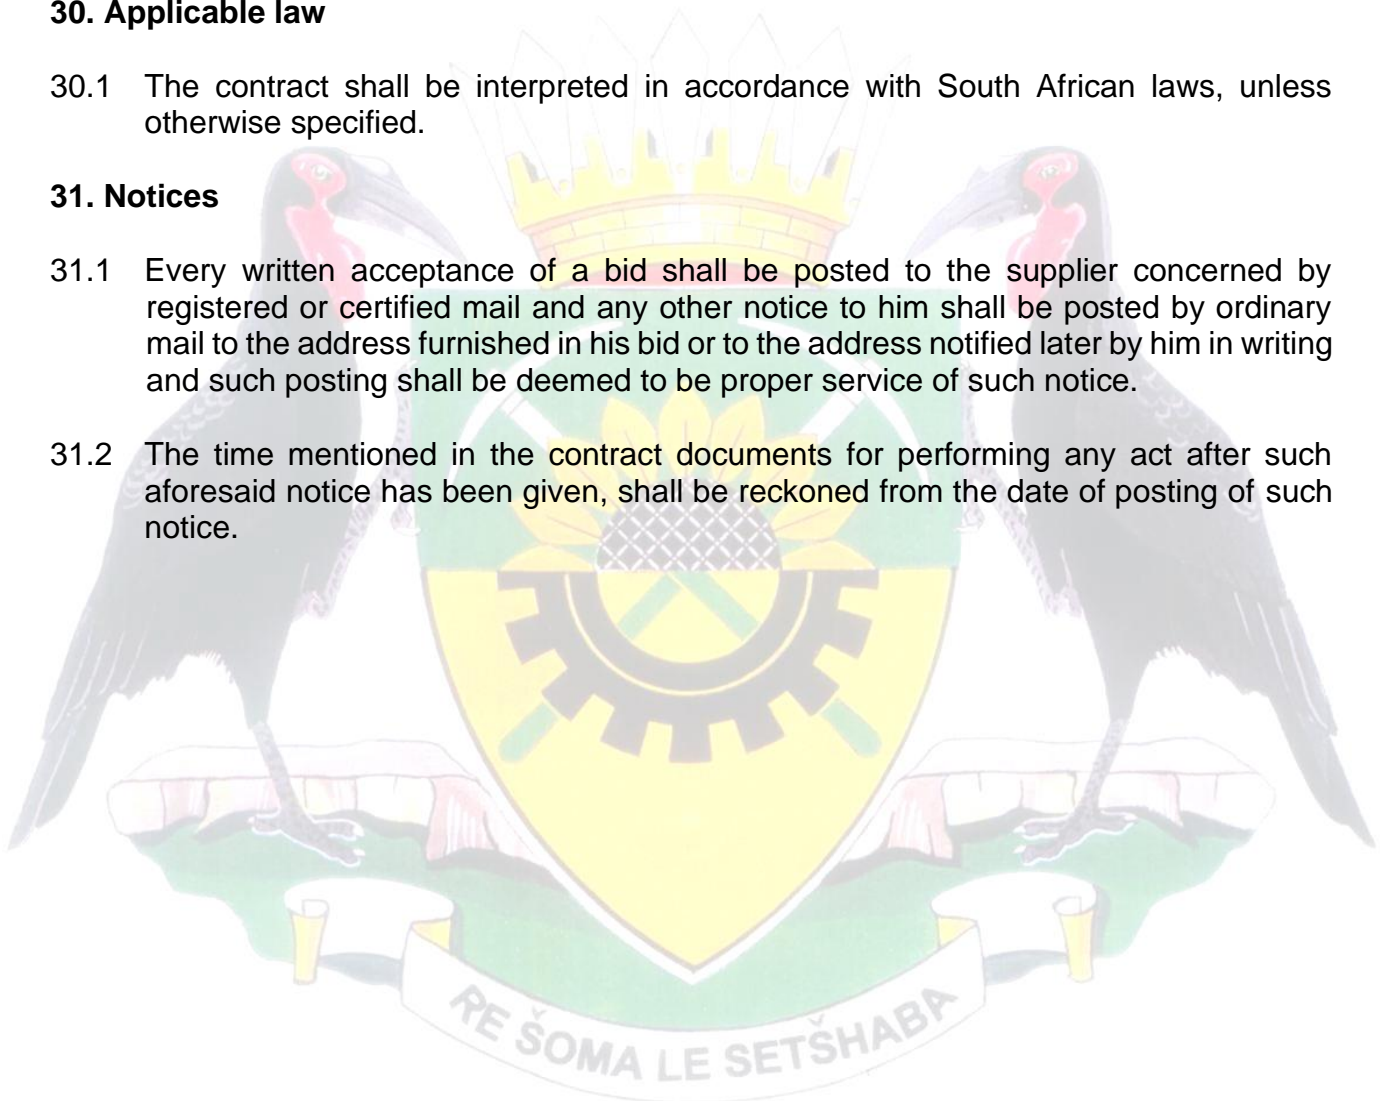 30. Applicable law
30.1 The contract shall be interpreted in accordance with South African laws, unless
otherwise specified.
31. Notices
31.1 Every written acceptance of a bid shall be posted to the supplier concerned by
registered or certified mail and any other notice to him shall be posted by ordinary
mail to the address furnished in his bid or to the address notified later by him in writing
and such posting shall be deemed to be proper service of such notice.
31.2 The time mentioned in the contract documents for performing any act after such
aforesaid notice has been given, shall be reckoned from the date of posting of such
notice.
RE ŠOMA LE SETŠHABA